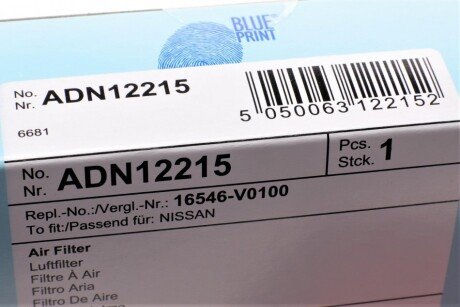 BLUE
PRINT
No.
Nr. ADN12215
6681
5 050063 122152
No.
Nr. ADN12215
Pcs.
Stck. 1
Repl.-No.:/Vergl.-Nr.: 16546-V0100
To fit:/Passend für: NISSAN
Air Filter
Luftfilter
Filtre À Air
Filtro Aria
Filtro De Aire